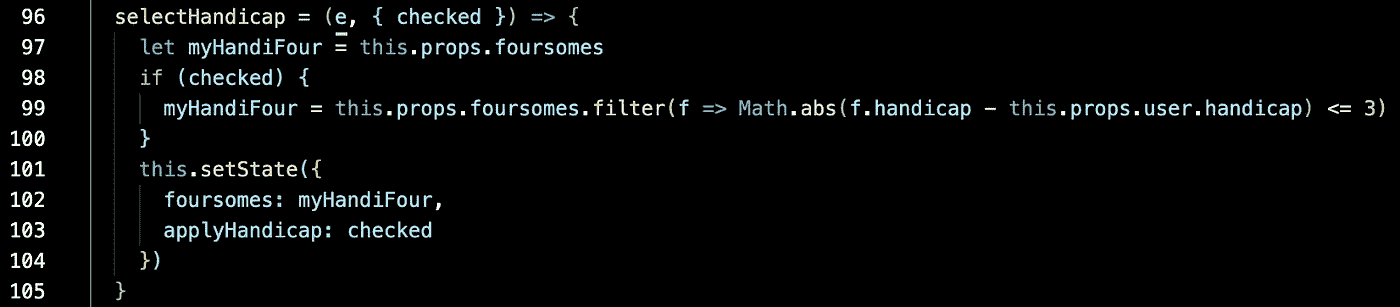 96 selectHandicap = (e, { checked }) => {
97 let myHandiFour = this.props.foursomes
98 if (checked) {
99 myHandiFour = this.props.foursomes.filter(f => Math.abs(f.handicap - this.props.user.handicap) <= 3)
100 }
101 this.setState({
102 foursomes: myHandiFour,
103 applyHandicap: checked
104 })
105 }